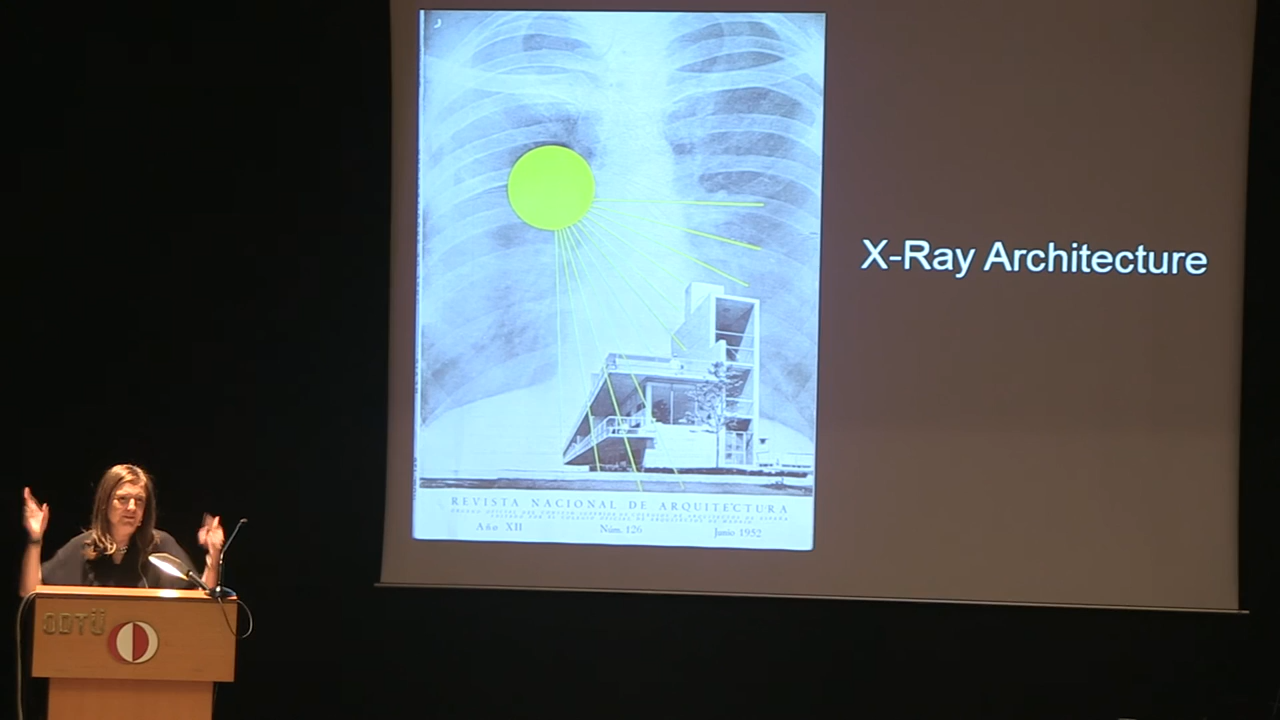 X-Ray Architecture
REVISTA NACIONAL DE ARQUITECTURA
Año XII Núm. 126 Junio 1952
ODTÜ